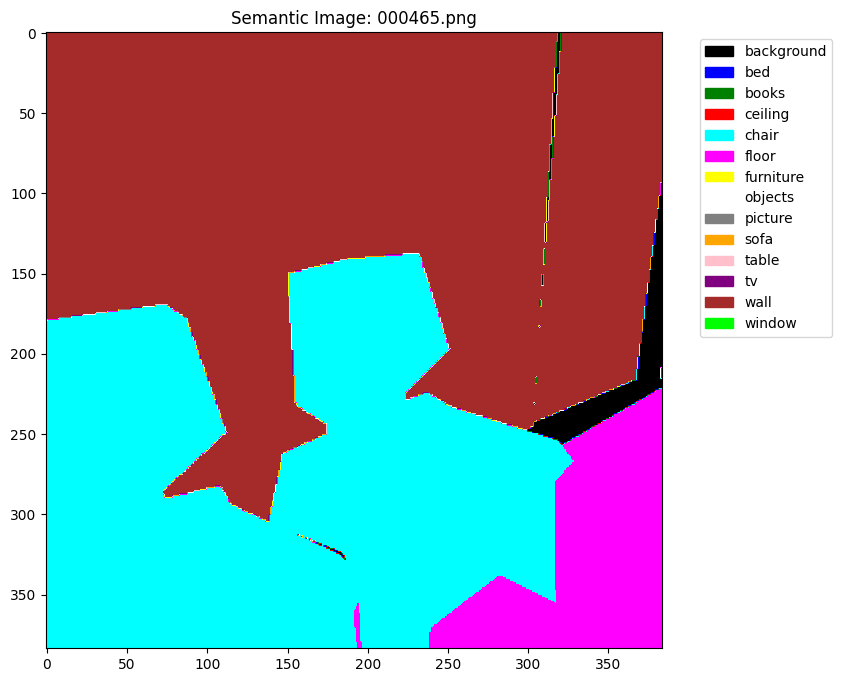 Semantic Image: 000465.png
0
50
100
150
200
250
300
350
0 50 100 150 200 250 300 350
background
bed
books
ceiling
chair
floor
furniture
objects
picture
sofa
table
tv
wall
window